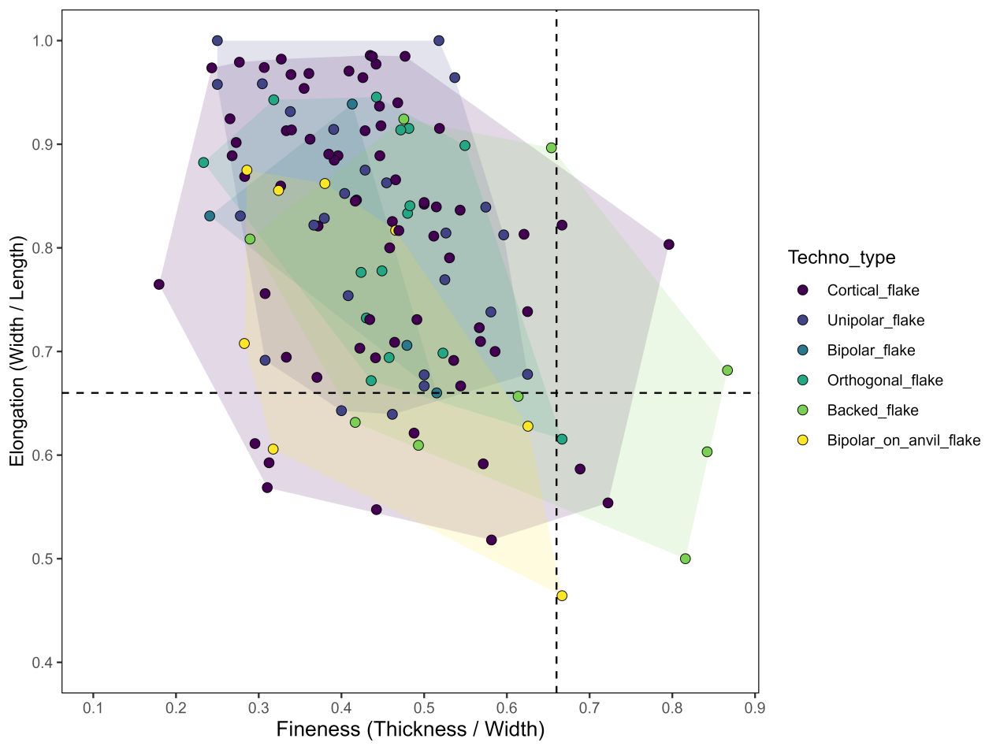 1.0
0.9
0.8
0.7
0.6
0.5
0.4
Elongation (Width / Length)
0.1 0.2 0.3 0.4 0.5 0.6 0.7 0.8 0.9
Fineness (Thickness / Width)
Techno_type
Cortical_flake
Unipolar_flake
Bipolar_flake
Orthogonal_flake
Backed_flake
Bipolar_on_anvil_flake